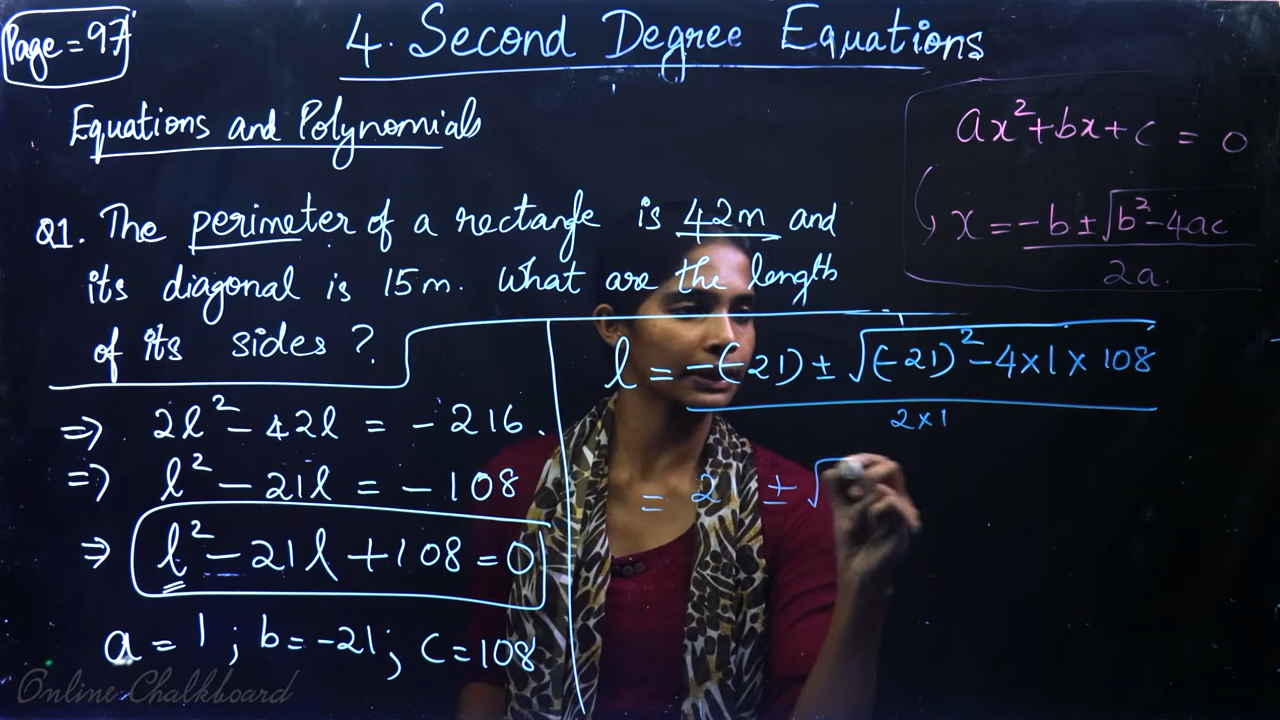 Page = 97
4. Second Degree Equations
Equations and Polynomials
ax²+bx+c = 0
x = -b±√b²-4ac
2a.
Q1. The perimeter of a rectangle is 42m and
its diagonal is 15m. What are the length
of its sides ?
⇒ 2l² - 42l = -216.
⇒ l² - 21l = -108
⇒ l² - 21l + 108 = 0
a = 1 ; b = -21 ; c = 108
l = -(-21) ± √(-21)² - 4×1×108
2×1
= 21 ± √
Online Chalkboard